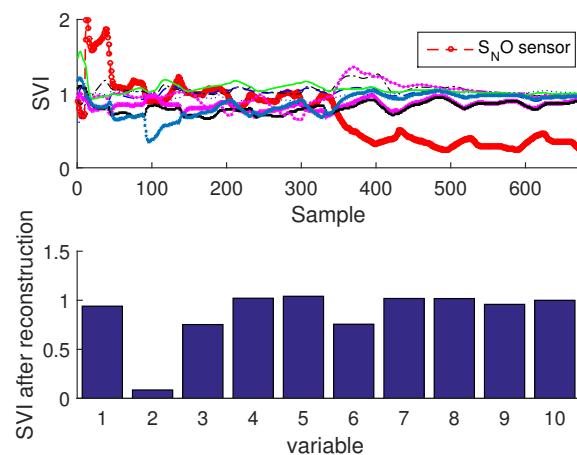 2
1
0
SVI
0 100 200 300 400 500 600
Sample
S_NO sensor
1.5
1
0.5
0
SVI after reconstruction
1 2 3 4 5 6 7 8 9 10
variable